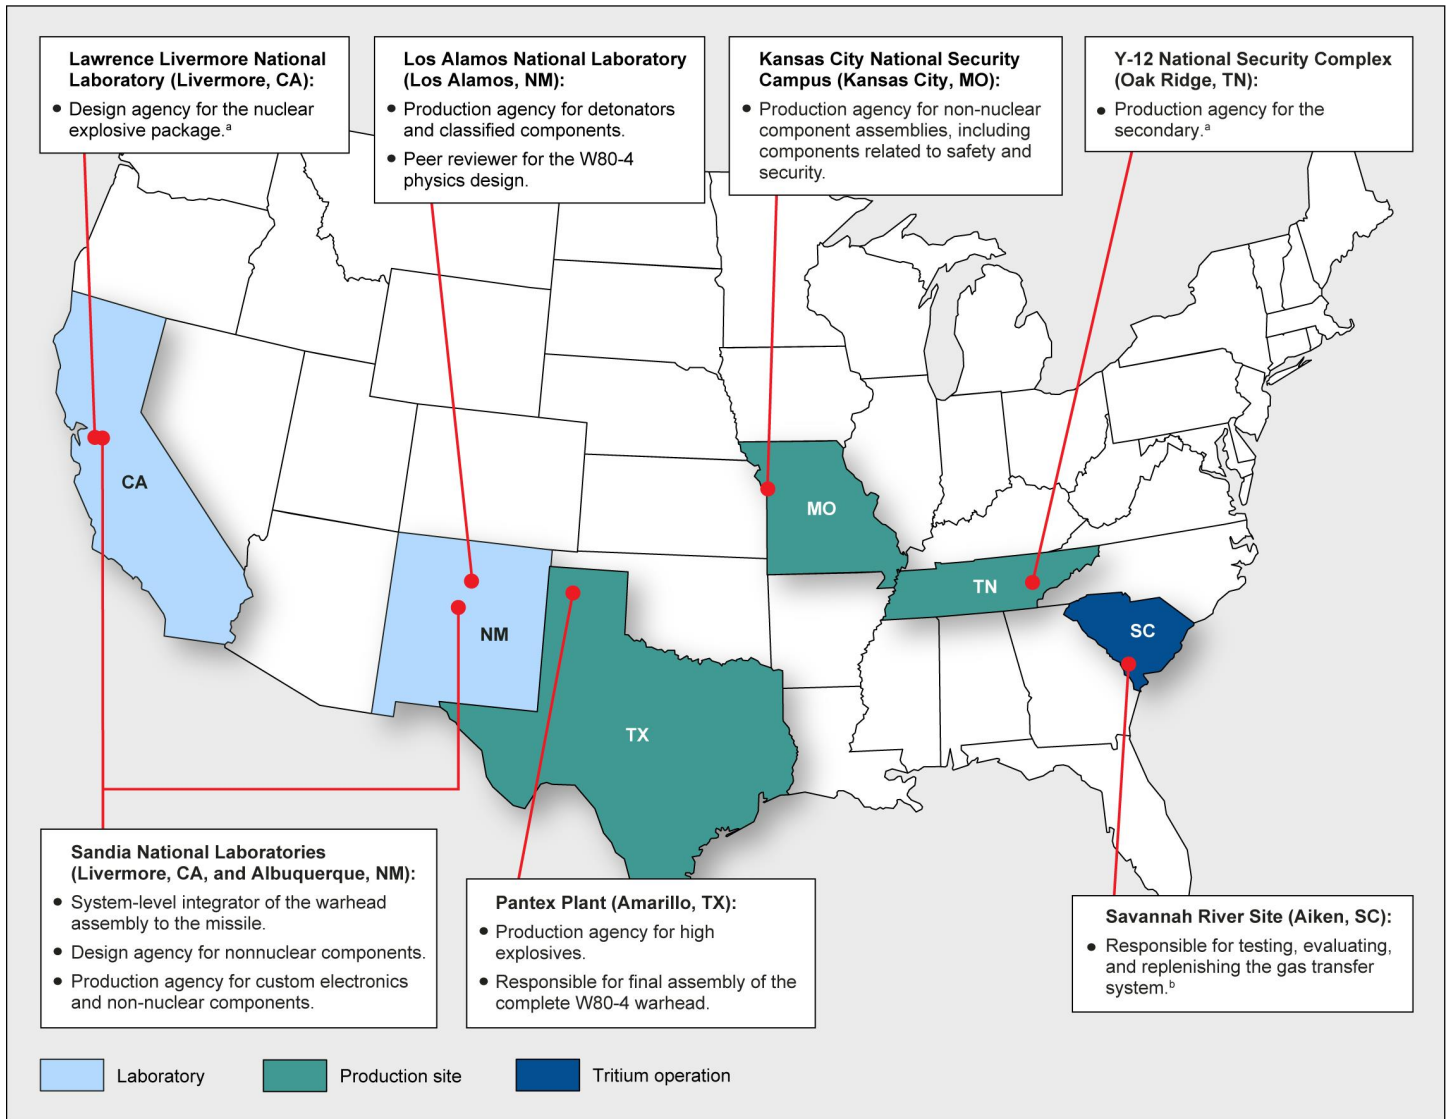 Lawrence Livermore National
Laboratory (Livermore, CA):
• Design agency for the nuclear
explosive package.ᵃ
Los Alamos National Laboratory
(Los Alamos, NM):
• Production agency for detonators
and classified components.
• Peer reviewer for the W80-4
physics design.
Kansas City National Security
Campus (Kansas City, MO):
• Production agency for non-nuclear
component assemblies, including
components related to safety and
security.
Y-12 National Security Complex
(Oak Ridge, TN):
• Production agency for the
secondary.ᵃ
CA
MO
TN
NM
SC
TX
Sandia National Laboratories
(Livermore, CA, and Albuquerque, NM):
• System-level integrator of the warhead
assembly to the missile.
• Design agency for nonnuclear components.
• Production agency for custom electronics
and non-nuclear components.
Pantex Plant (Amarillo, TX):
• Production agency for high
explosives.
• Responsible for final assembly of the
complete W80-4 warhead.
Savannah River Site (Aiken, SC):
• Responsible for testing, evaluating,
and replenishing the gas transfer
system.ᵇ
Laboratory
Production site
Tritium operation